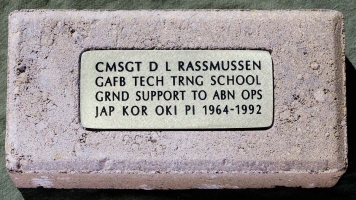 CMSGT D L RASSMUSSEN
GAFB TECH TRNG SCHOOL
GRND SUPPORT TO ABN OPS
JAP KOR OKI PI 1964-1992